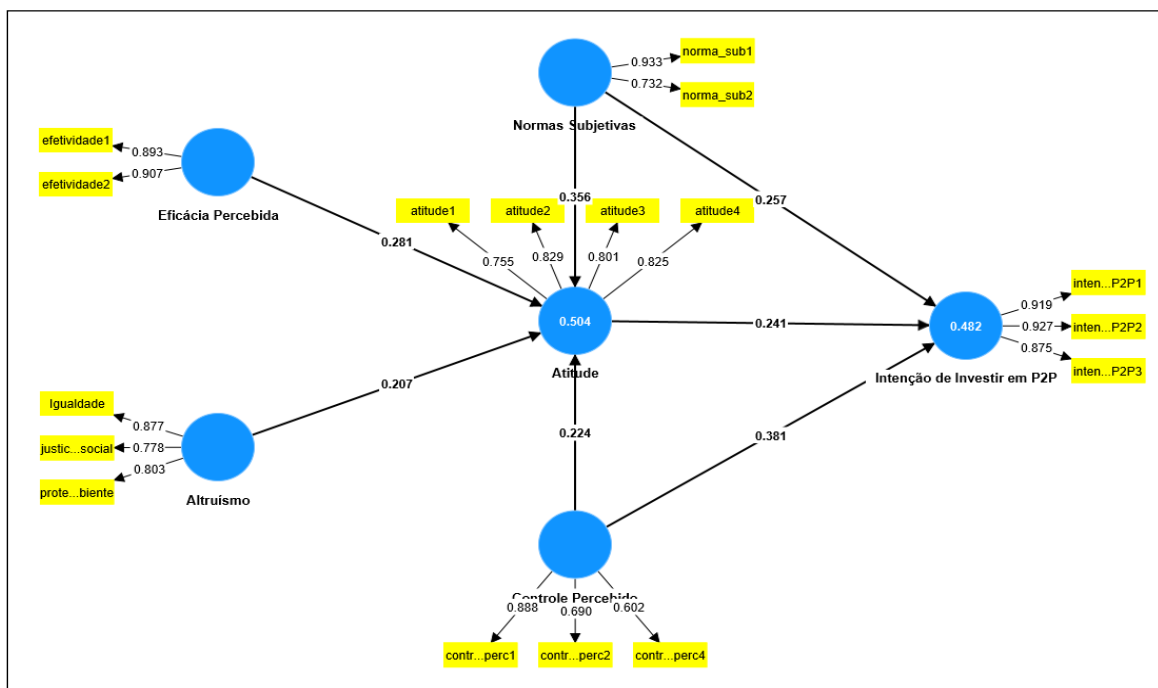 norma_sub1
0.933
0.732
norma_sub2
Normas Subjetivas
efetividade1
0.893
0.907
efetividade2
Eficácia Percebida
0.356
0.257
atitude1
atitude2
atitude3
atitude4
0.281
0.755
0.829
0.801
0.825
0.504
Atitude
0.241
0.482
Intenção de Investir em P2P
inten...P2P1
0.919
0.927
inten...P2P2
0.875
inten...P2P3
0.207
Igualdade
0.877
justic...social
0.778
0.803
prote...biente
Altruísmo
0.224
0.381
Controle Percebido
0.888
0.690
0.602
contr...perc1
contr...perc2
contr...perc4